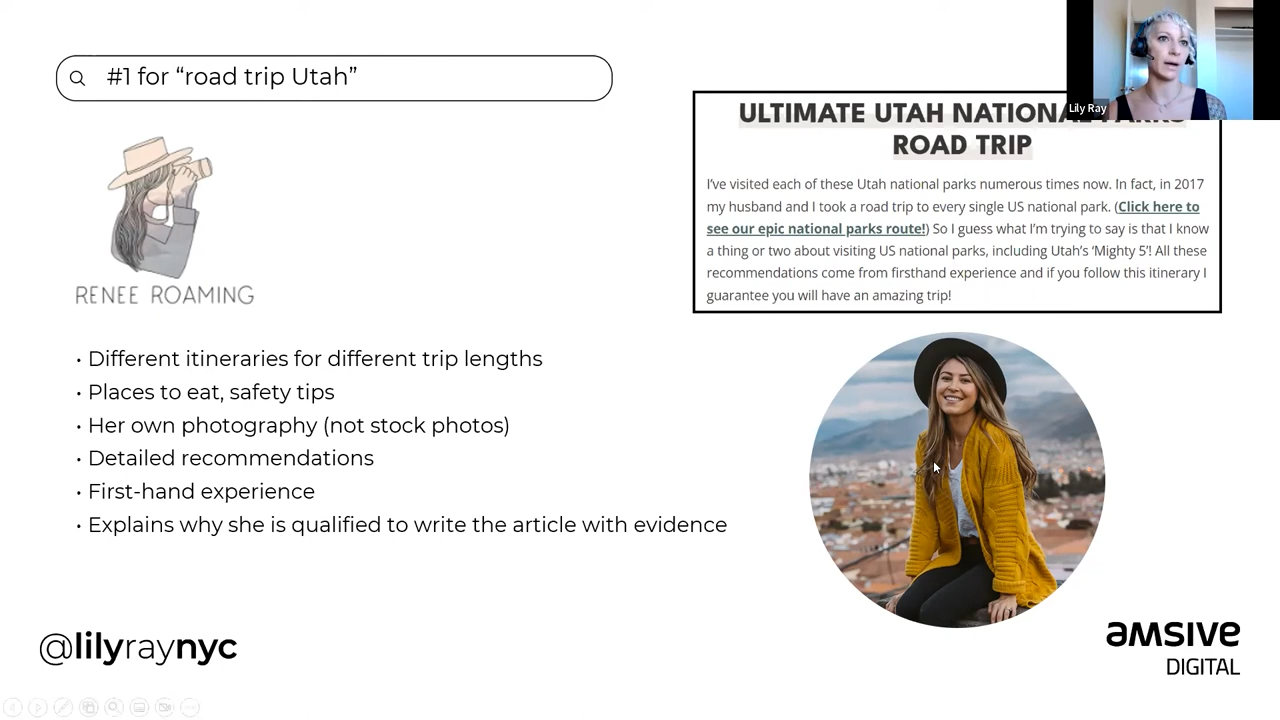 #1 for “road trip Utah”
Lily Ray
ULTIMATE UTAH NATIONAL PARKS
ROAD TRIP
I’ve visited each of these Utah national parks numerous times now. In fact, in 2017
my husband and I took a road trip to every single US national park. (Click here to
see our epic national parks route!) So I guess what I’m trying to say is that I know
a thing or two about visiting US national parks, including Utah’s ‘Mighty 5’! All these
recommendations come from firsthand experience and if you follow this itinerary I
guarantee you will have an amazing trip!
RENEE ROAMING
• Different itineraries for different trip lengths
• Places to eat, safety tips
• Her own photography (not stock photos)
• Detailed recommendations
• First-hand experience
• Explains why she is qualified to write the article with evidence
@lilyraynyc
amsive
DIGITAL